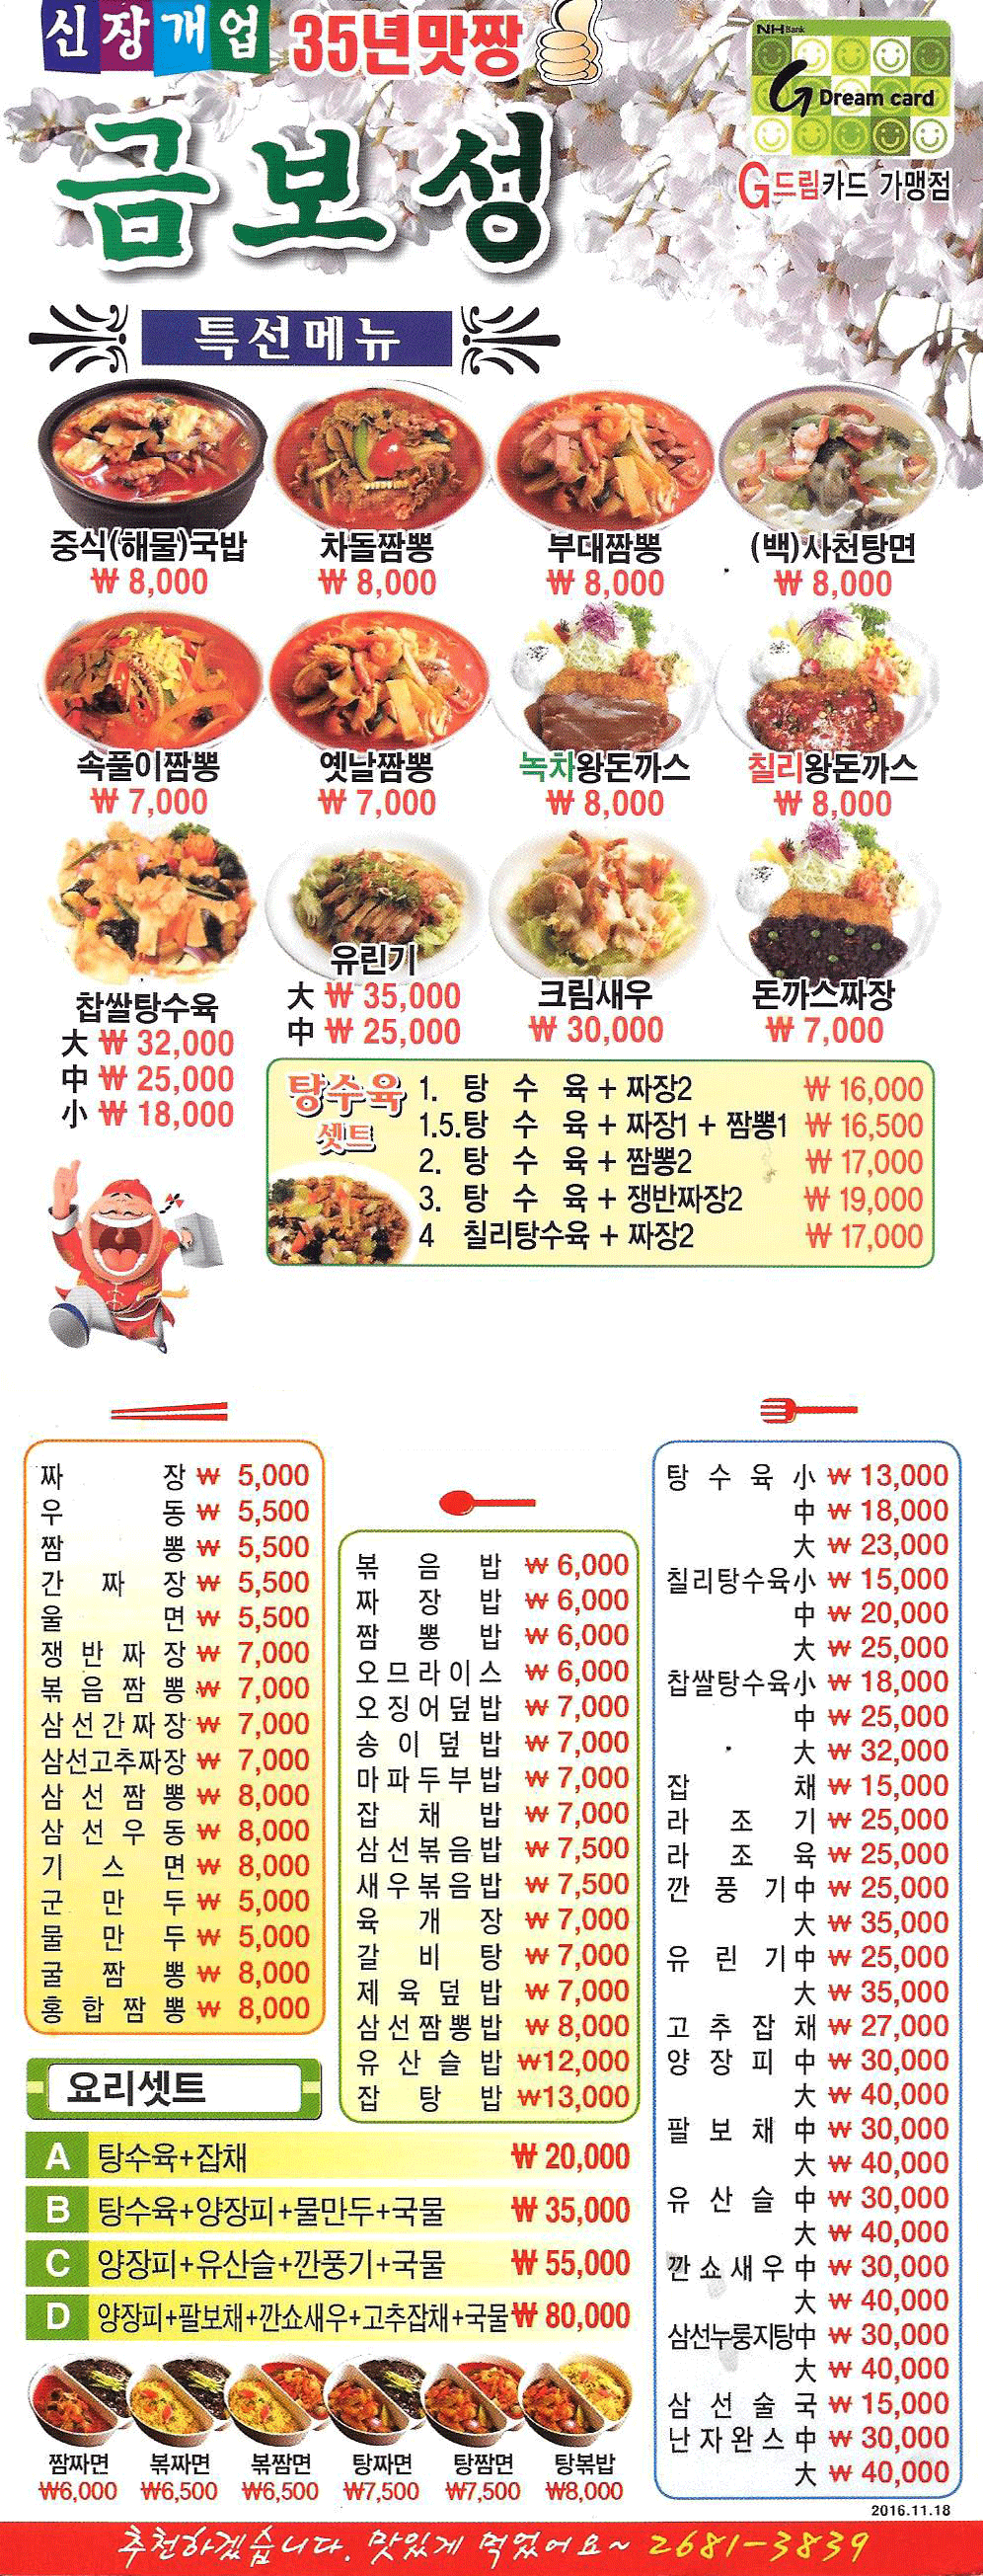 신장개업 35년맛짱
NH Bank
G Dream card
G드림카드 가맹점
금보성
특선메뉴
중식(해물)국밥 차돌짬뽕 부대짬뽕 (백)사천탕면
₩ 8,000 ₩ 8,000 ₩ 8,000 ₩ 8,000
속풀이짬뽕 옛날짬뽕 녹차왕돈까스 칠리왕돈까스
₩ 7,000 ₩ 7,000 ₩ 8,000 ₩ 8,000
찹쌀탕수육
大 ₩ 32,000
中 ₩ 25,000
小 ₩ 18,000
유린기
大 ₩ 35,000
中 ₩ 25,000
크림새우
₩ 30,000
돈까스짜장
₩ 7,000
탕수육
셋트
1. 탕 수 육 + 짜장2 ₩ 16,000
1.5.탕 수 육 + 짜장1 + 짬뽕1 ₩ 16,500
2. 탕 수 육 + 짬뽕2 ₩ 17,000
3. 탕 수 육 + 쟁반짜장2 ₩ 19,000
4 칠리탕수육 + 짜장2 ₩ 17,000
짜 장 ₩ 5,000
우 동 ₩ 5,500
짬 뽕 ₩ 5,500
간 짜 장 ₩ 5,500
울 면 ₩ 5,500
쟁 반 짜 장 ₩ 7,000
볶 음 짬 뽕 ₩ 7,000
삼선간짜장 ₩ 7,000
삼선고추짜장 ₩ 7,000
삼 선 짬 뽕 ₩ 8,000
삼 선 우 동 ₩ 8,000
기 스 면 ₩ 8,000
군 만 두 ₩ 5,000
물 만 두 ₩ 5,000
굴 짬 뽕 ₩ 8,000
홍 합 짬 뽕 ₩ 8,000
볶 음 밥 ₩ 6,000
짜 장 밥 ₩ 6,000
짬 뽕 밥 ₩ 6,000
오므라이스 ₩ 6,000
오징어덮밥 ₩ 7,000
송 이 덮 밥 ₩ 7,000
마파두부밥 ₩ 7,000
잡 채 밥 ₩ 7,000
삼선볶음밥 ₩ 7,500
새우볶음밥 ₩ 7,500
육 개 장 ₩ 7,000
갈 비 탕 ₩ 7,000
제 육 덮 밥 ₩ 7,000
삼선짬뽕밥 ₩ 8,000
유 산 슬 밥 ₩12,000
잡 탕 밥 ₩13,000
탕 수 육 小 ₩ 13,000
中 ₩ 18,000
大 ₩ 23,000
칠리탕수육小 ₩ 15,000
中 ₩ 20,000
大 ₩ 25,000
찹쌀탕수육小 ₩ 18,000
中 ₩ 25,000
大 ₩ 32,000
잡 채 ₩ 15,000
라 조 기 ₩ 25,000
라 조 육 ₩ 25,000
깐 풍 기 中 ₩ 25,000
大 ₩ 35,000
유 린 기 中 ₩ 25,000
大 ₩ 35,000
고 추 잡 채 ₩ 27,000
양 장 피 中 ₩ 30,000
大 ₩ 40,000
팔 보 채 中 ₩ 30,000
大 ₩ 40,000
유 산 슬 中 ₩ 30,000
大 ₩ 40,000
깐쇼새우中 ₩ 30,000
大 ₩ 40,000
삼선누룽지탕中 ₩ 30,000
大 ₩ 40,000
삼 선 술 국 ₩ 15,000
난자완스中 ₩ 30,000
大 ₩ 40,000
요리셋트
A 탕수육+잡채 ₩ 20,000
B 탕수육+양장피+물만두+국물 ₩ 35,000
C 양장피+유산슬+깐풍기+국물 ₩ 55,000
D 양장피+팔보채+깐쇼새우+고추잡채+국물 ₩ 80,000
짬짜면 볶짜면 볶짬면 탕짜면 탕짬면 탕볶밥
₩6,000 ₩6,500 ₩6,500 ₩7,500 ₩7,500 ₩8,000
2016.11.18
추천하겠습니다. 맛있게 먹었어요~ 2681-3839